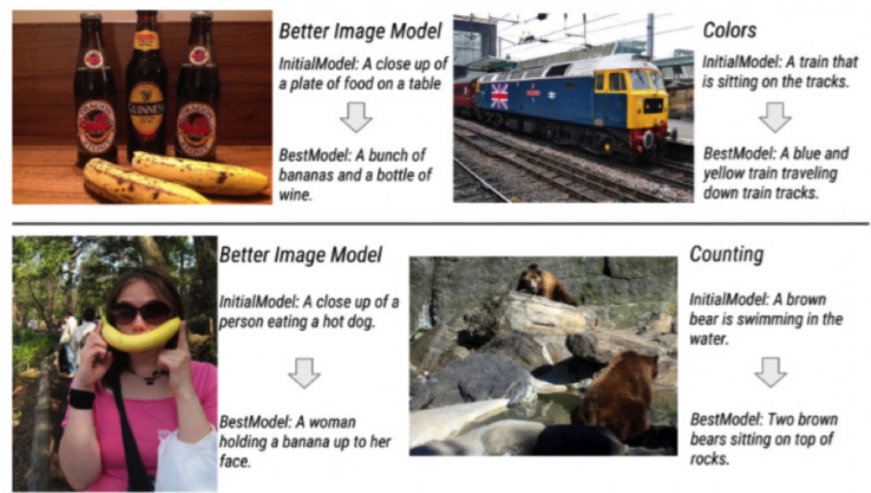 Better Image Model
InitialModel: A close up of
a plate of food on a table
BestModel: A bunch of
bananas and a bottle of
wine.
Colors
InitialModel: A train that
is sitting on the tracks.
BestModel: A blue and
yellow train traveling
down train tracks.
Better Image Model
InitialModel: A close up of a
person eating a hot dog.
BestModel: A woman
holding a banana up to her
face.
Counting
InitialModel: A brown
bear is swimming in the
water.
BestModel: Two brown
bears sitting on top of
rocks.
GUINNESS
DRAGON
DRAGON